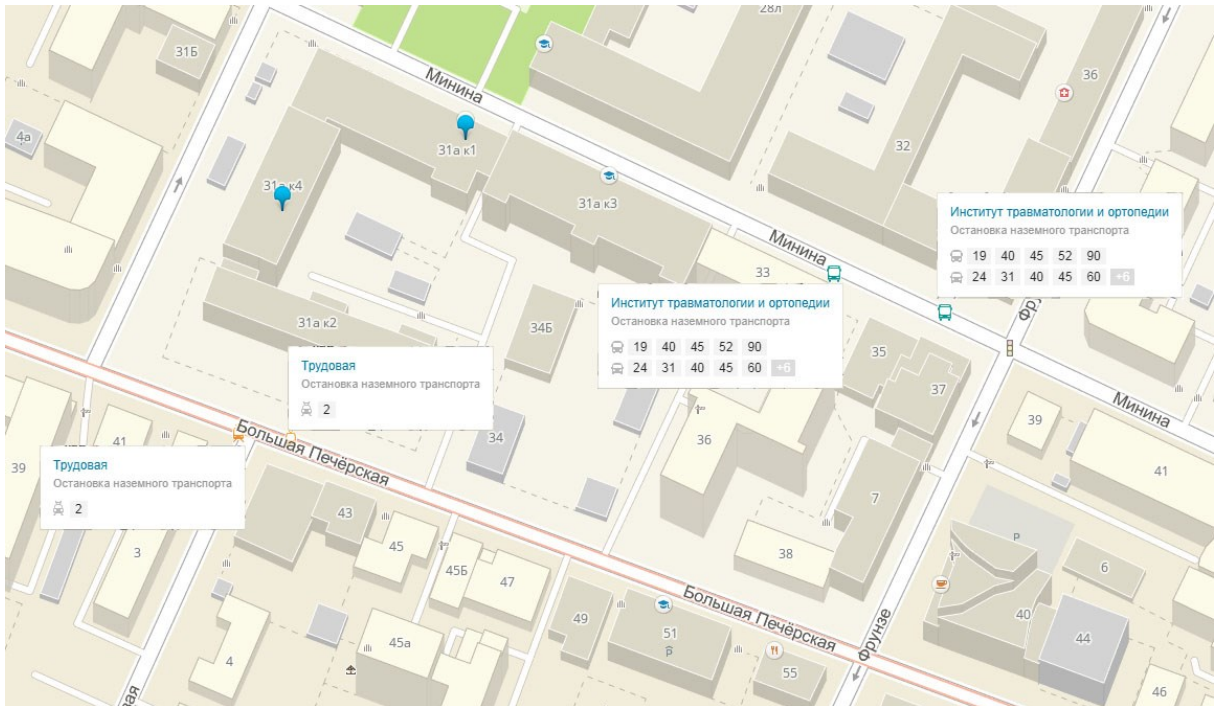 28л
31Б
36
Минина
4а
31а к1
32
31а к4
31а к3
Институт травматологии и ортопедии
Остановка наземного транспорта
19 40 45 52 90
24 31 40 45 60 +6
Минина
33
Институт травматологии и ортопедии
Остановка наземного транспорта
19 40 45 52 90
24 31 40 45 60 +6
31а к2
34Б
35
Трудовая
Остановка наземного транспорта
2
37
Минина
39
41
34
36
Большая Печёрская
41
39
Трудовая
Остановка наземного транспорта
2
7
43
P
45
3
38
6
45Б
47
Большая Печёрская
40
49
51
P
44
Фрунзе
45а
4
55
46